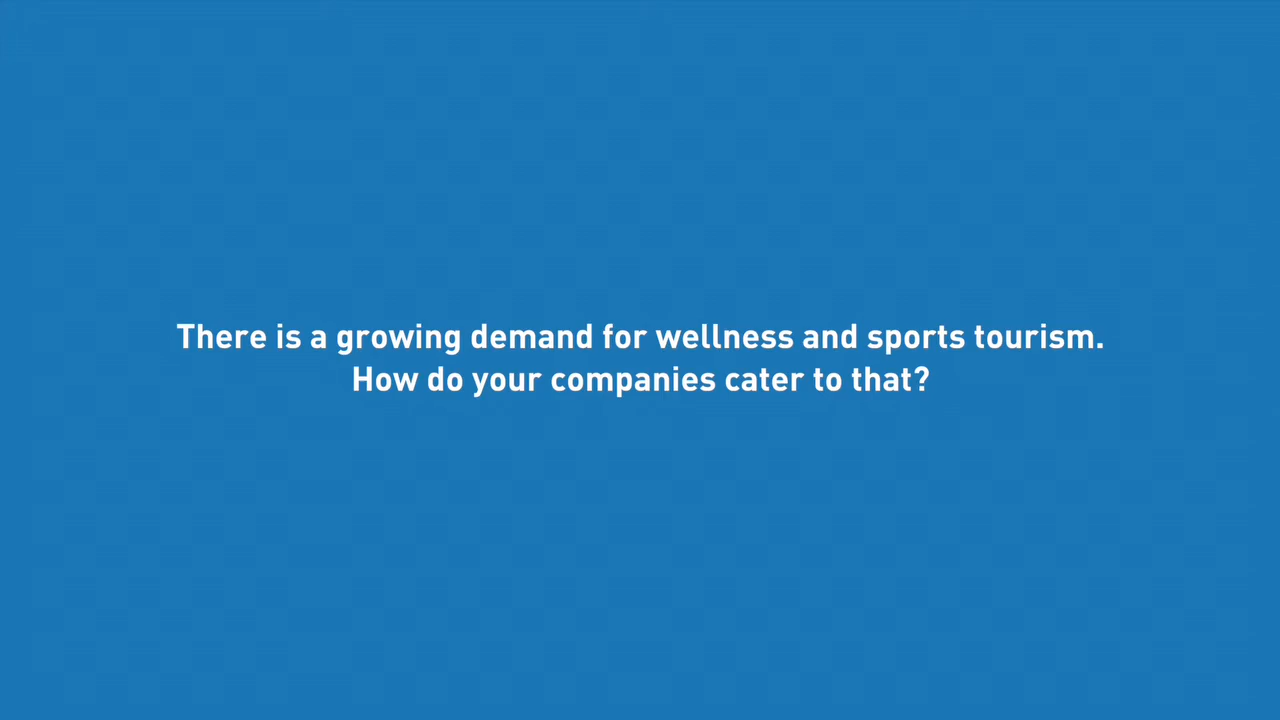 There is a growing demand for wellness and sports tourism.
How do your companies cater to that?